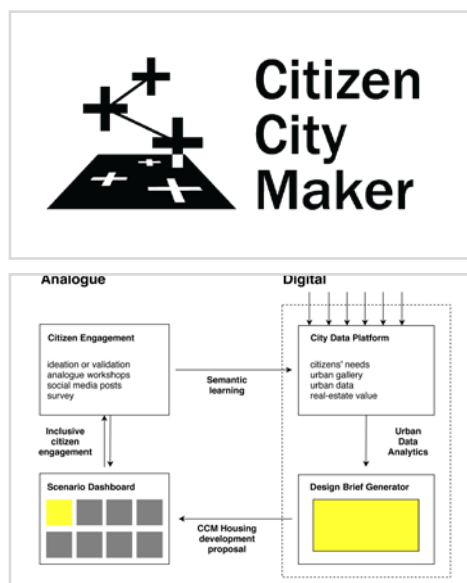 Citizen
City
Maker
Analogue
Digital
Citizen Engagement
ideation or validation
analogue workshops
social media posts
survey
Semantic
learning
City Data Platform
citizens' needs
urban gallery
urban data
real-estate value
Inclusive
citizen
engagement
Urban
Data
Analytics
Scenario Dashboard
CCM Housing
development
proposal
Design Brief Generator